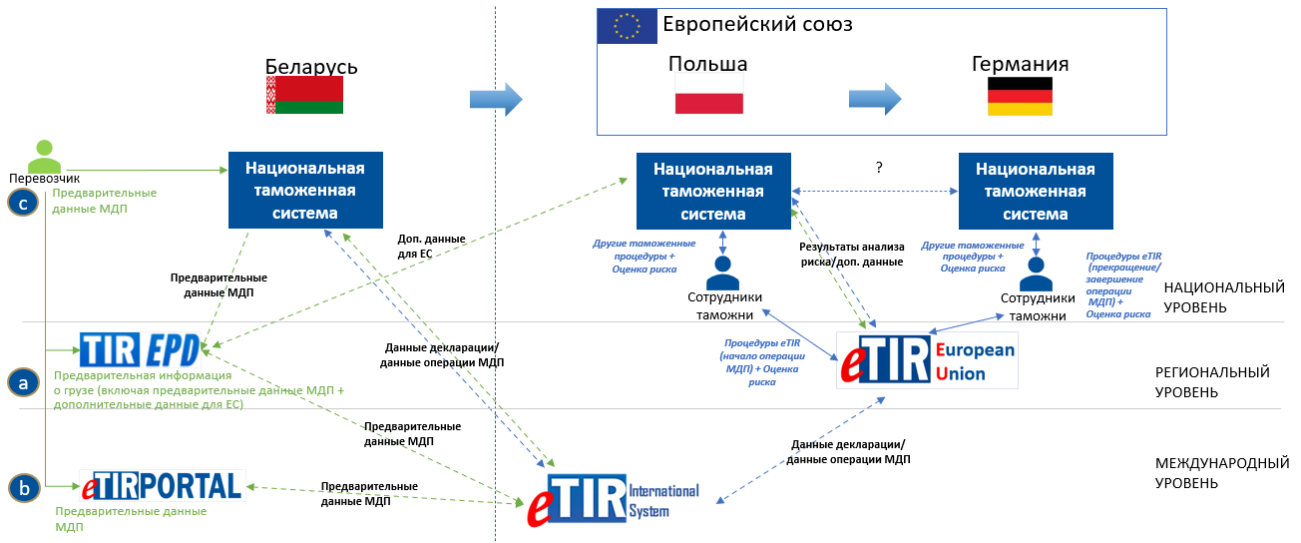 Европейский союз
Беларусь
Польша
Германия
Перевозчик
c
Предварительные
данные МДП
Национальная
таможенная
система
Национальная
таможенная
система
?
Национальная
таможенная
система
Доп. данные
для ЕС
Предварительные
данные МДП
Другие таможенные
процедуры +
Оценка риска
Результаты анализа
риска/доп. данные
Другие таможенные
процедуры +
Оценка риска
Процедуры eTIR
(прекращение/
завершение
операции
МДП) +
Оценка риска
Сотрудники
таможни
Сотрудники
таможни
НАЦИОНАЛЬНЫЙ
УРОВЕНЬ
TIR EPD
a
Предварительная информация
о грузе (включая предварительные данные МДП +
дополнительные данные для ЕС)
Данные декларации/
данные операции МДП
Процедуры eTIR
(начало операции
МДП) + Оценка
риска
eTIR European
Union
РЕГИОНАЛЬНЫЙ
УРОВЕНЬ
Предварительные
данные МДП
Данные декларации/
данные операции МДП
b
eTIRPORTAL
Предварительные данные
МДП
Предварительные
данные МДП
eTIR International
System
МЕЖДУНАРОДНЫЙ
УРОВЕНЬ